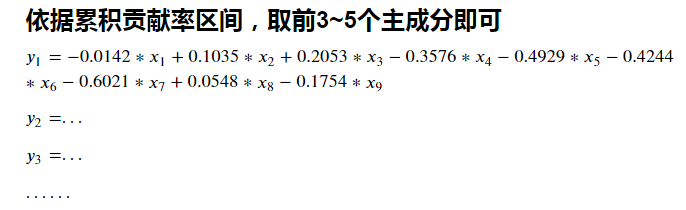 依据累积贡献率区间，取前3~5个主成分即可
y₁ = −0.0142 * x₁ + 0.1035 * x₂ + 0.2053 * x₃ − 0.3576 * x₄ − 0.4929 * x₅ − 0.4244
* x₆ − 0.6021 * x₇ + 0.0548 * x₈ − 0.1754 * x₉
y₂ =...
y₃ =...
......